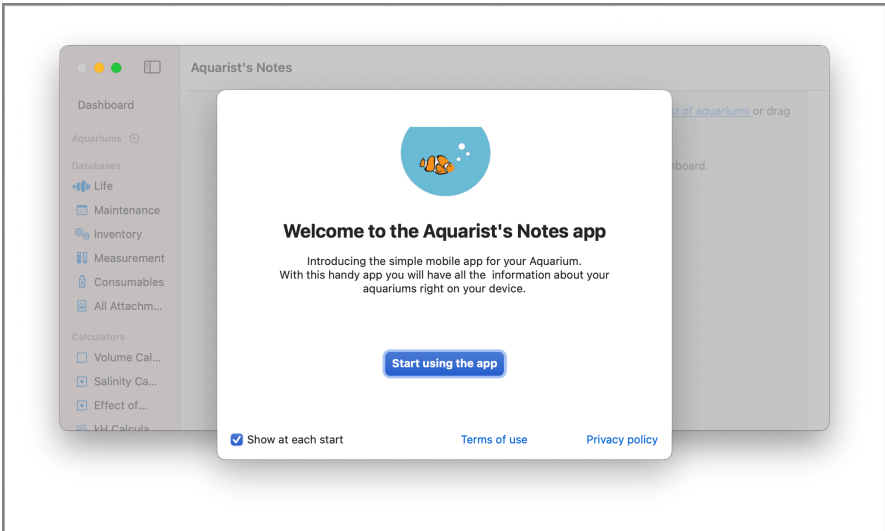 Aquarist's Notes
Dashboard
st of aquariums or drag
Aquariums
Databases
board.
Life
Maintenance
Inventory
Measurement
Consumables
All Attachm...
Calculators
Volume Cal...
Salinity Ca...
Effect of...
kH Calcula
Welcome to the Aquarist's Notes app
Introducing the simple mobile app for your Aquarium.
With this handy app you will have all the information about your
aquariums right on your device.
Start using the app
Show at each start
Terms of use
Privacy policy